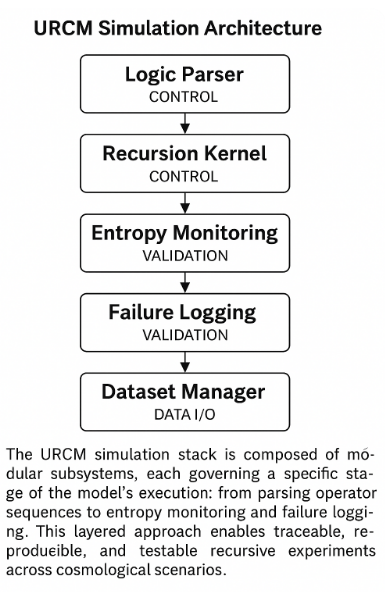 URCM Simulation Architecture
Logic Parser
CONTROL
Recursion Kernel
CONTROL
Entropy Monitoring
VALIDATION
Failure Logging
VALIDATION
Dataset Manager
DATA I/O
The URCM simulation stack is composed of mó-
dular subsystems, each governing a specific sta-
ge of the model's execution: from parsing operator
sequences to entropy monitoring and failure loggi-
ng. This layered approach enables traceable, re-
produєible, and testable recursive experiments
across cosmological scenarios.